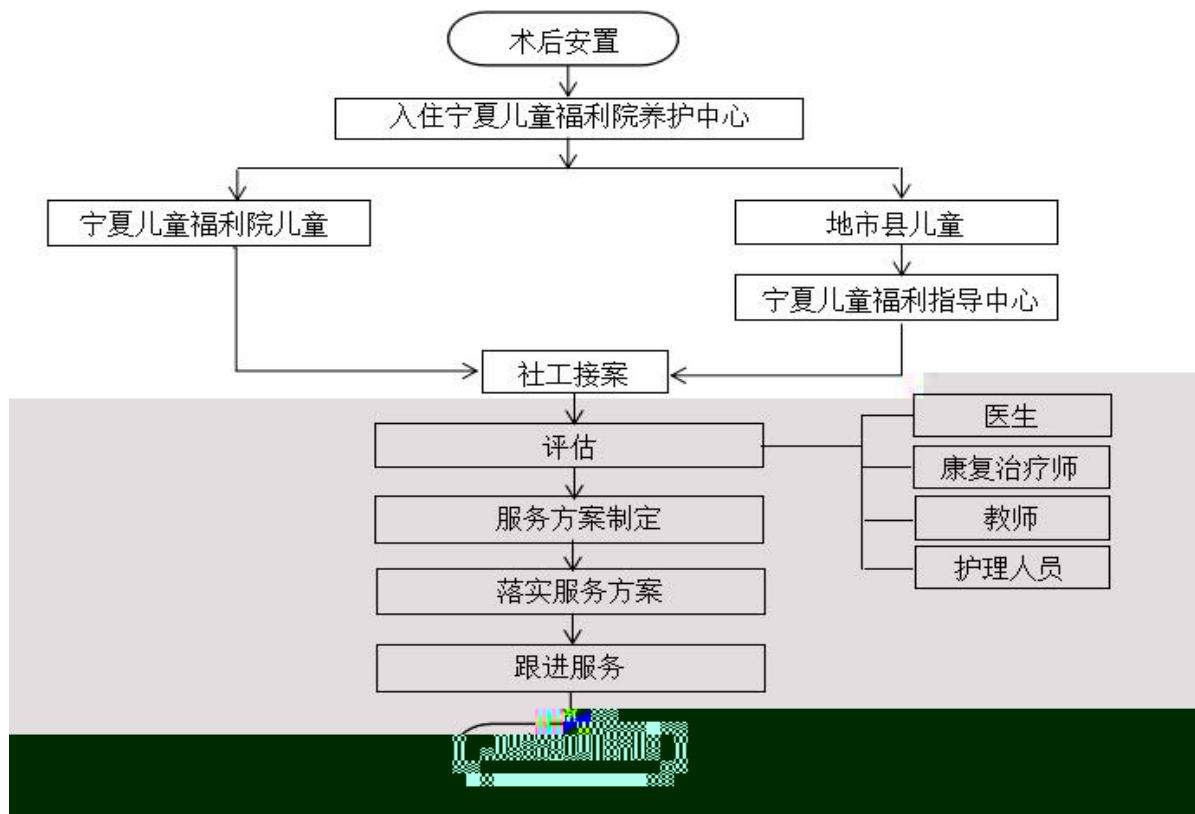 术后安置
入住宁夏儿童福利院养护中心
宁夏儿童福利院儿童
地市县儿童
宁夏儿童福利指导中心
社工接案
评估
医生
康复治疗师
教师
护理人员
服务方案制定
落实服务方案
跟进服务